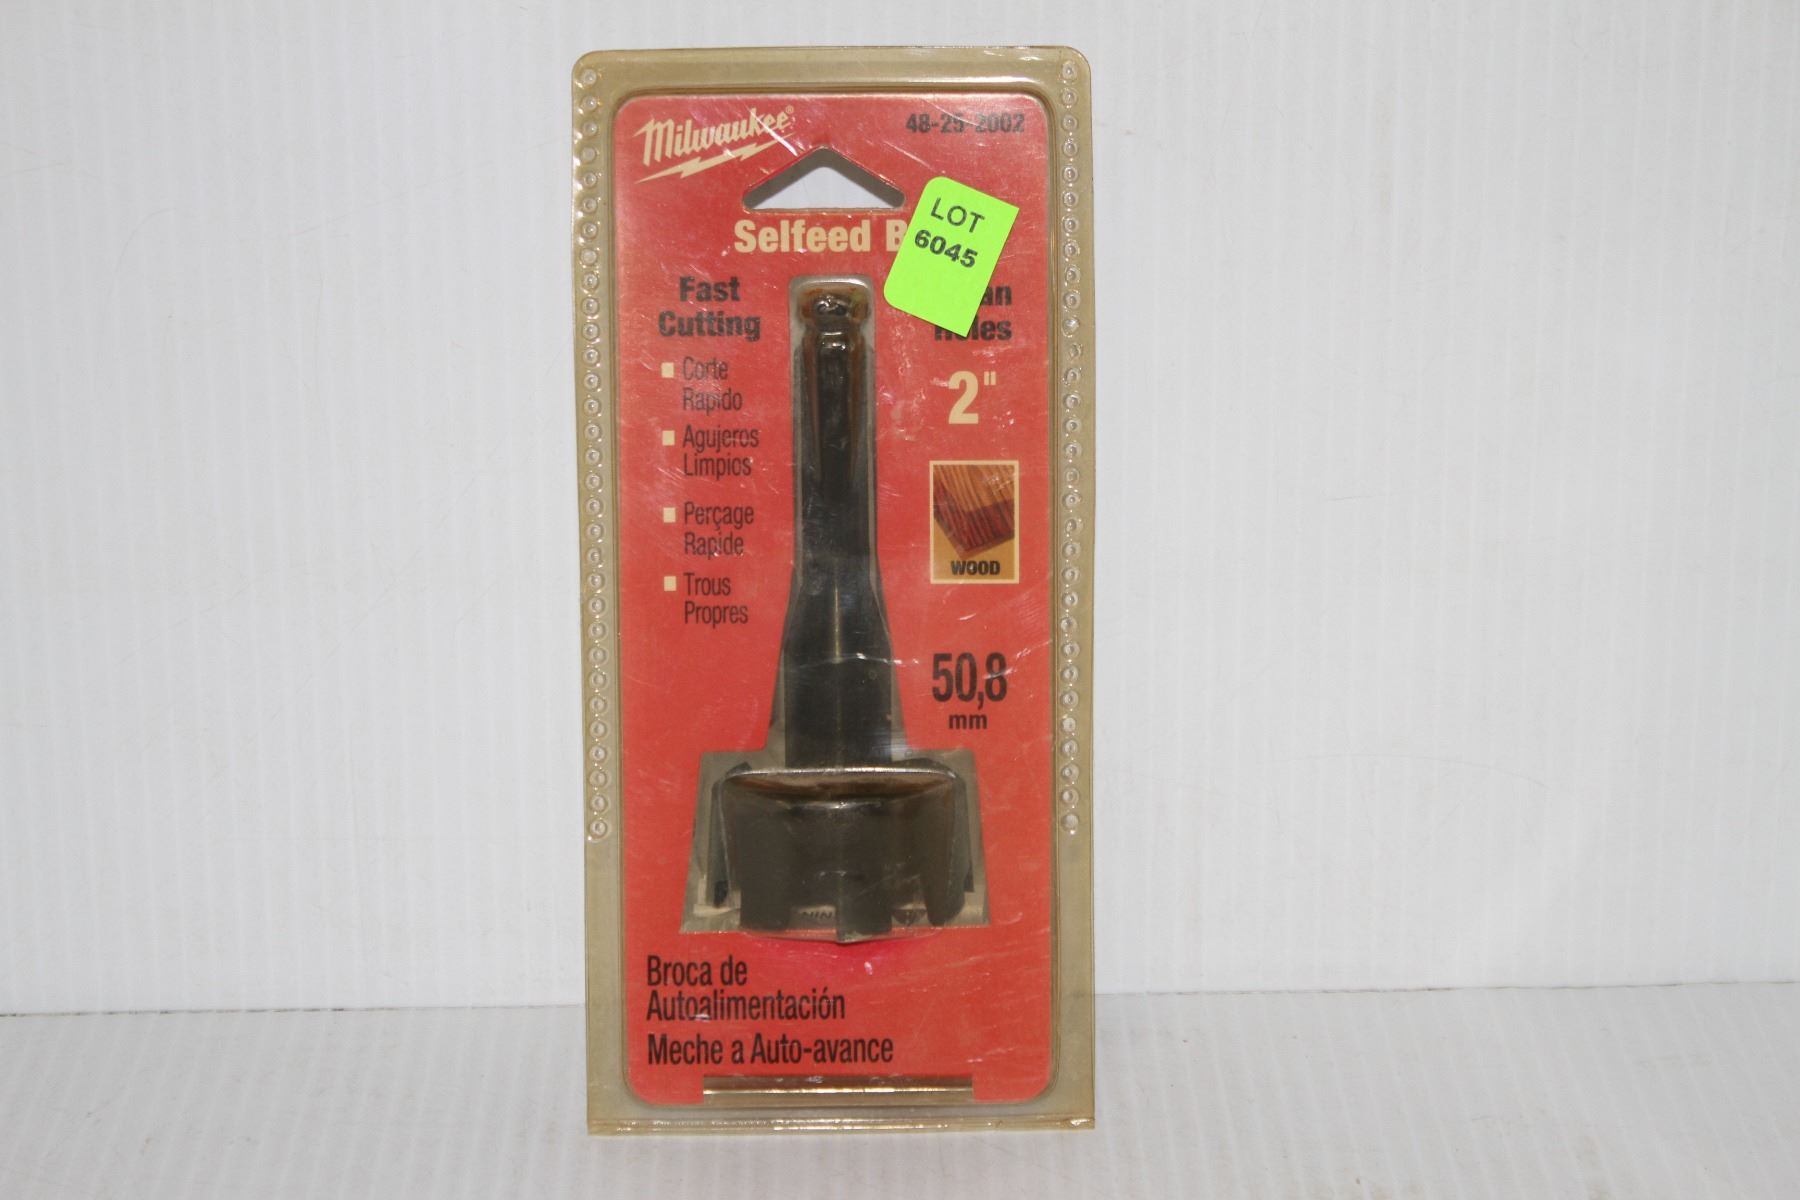 Milwaukee®
48-25-2002
LOT
6045
Selfeed
Fast
Cutting
Corte
Rapido
Agujeros
Limpios
Perçage
Rapide
Trous
Propres
2"
WOOD
50,8
mm
Broca de
Autoalimentación
Meche a Auto-avance